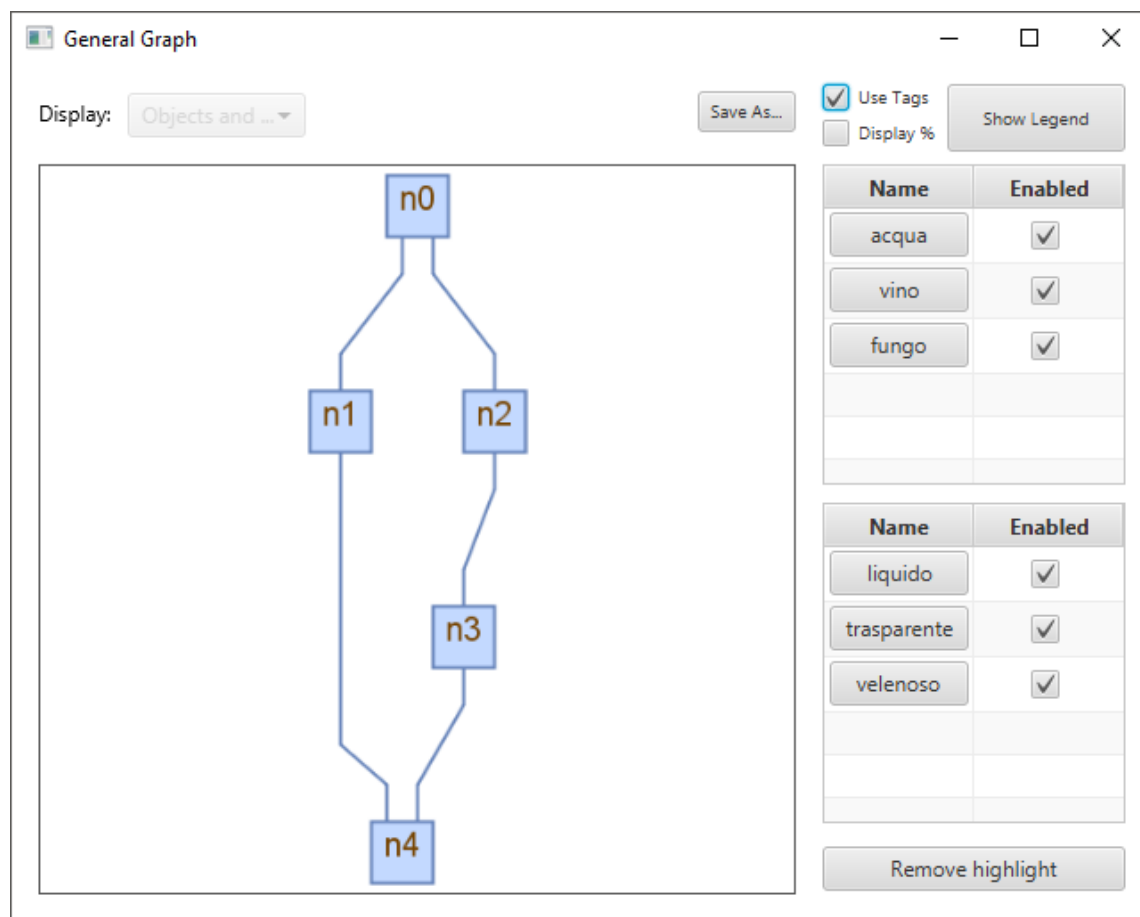 General Graph
Display:
Objects and ...
Save As...
Use Tags
Display %
Show Legend
n0
n1
n2
n3
n4
Name Enabled
acqua
vino
fungo
Name Enabled
liquido
trasparente
velenoso
Remove highlight